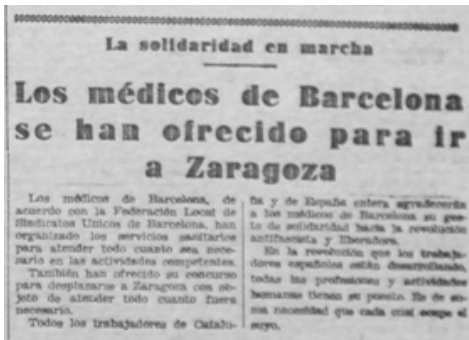 La solidaridad en marcha
Los médicos de Barcelona
se han ofrecido para ir
a Zaragoza
Los médicos de Barcelona, de
acuerdo con la Federación Local de
Sindicatos Unicos de Barcelona, han
organizado los servicios sanitarios
para atender todo cuanto sea nece-
sario en las actividades competentes.
También han ofrecido su concurso
para desplazarse a Zaragoza con ob-
jeto de atender todo cuanto fuera
necesario.
Todos los trabajadores de Catalu-
ña y de España entera agradecerán
a los médicos de Barcelona su ges-
to de solidaridad hacia la revolución
antifascista y liberadora.
En la revolución que los trabaja-
dores españoles están desarrollando,
todas las profesiones y actividades
humanas tienen su puesto. Es de su-
ma necesidad que cada cual ocupe el
suyo.